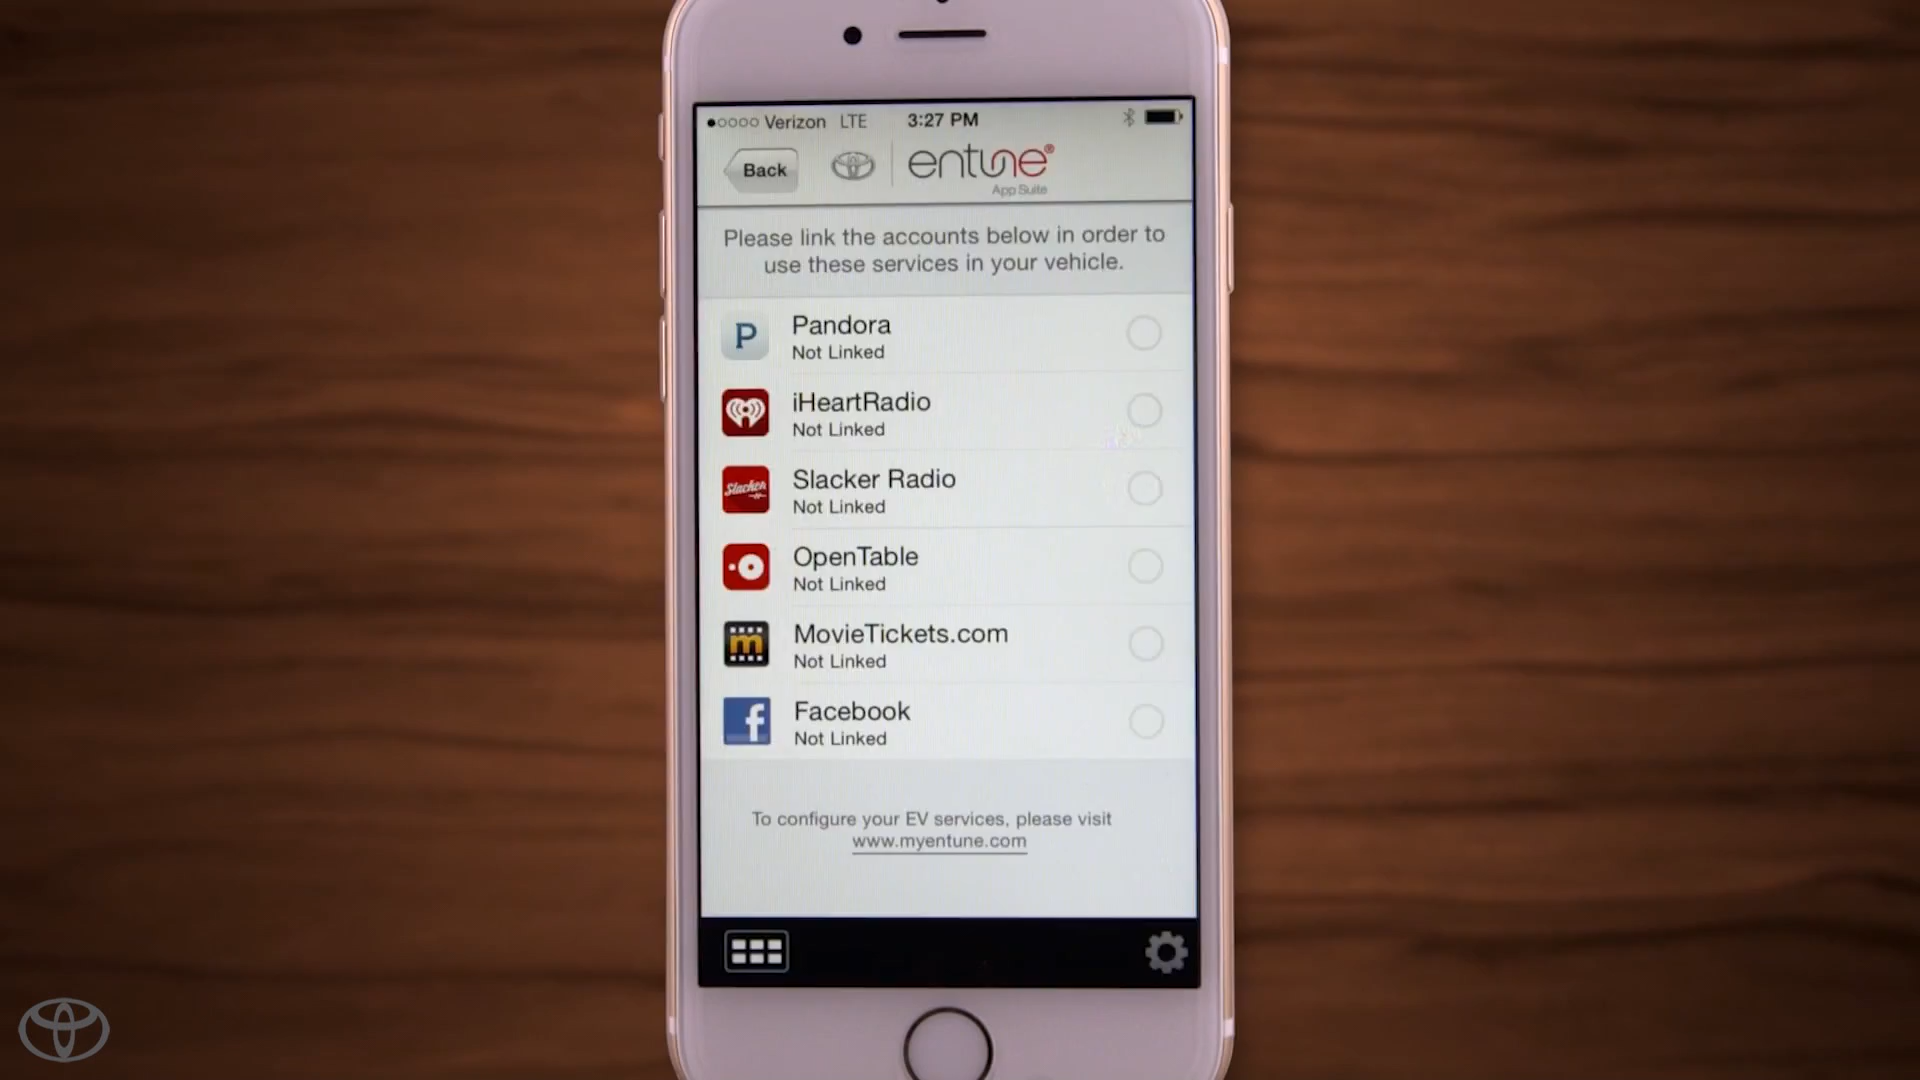 Verizon LTE 3:27 PM
Back
entune®
App Suite
Please link the accounts below in order to
use these services in your vehicle.
P
Pandora
Not Linked
iHeartRadio
Not Linked
Slacker
Slacker Radio
Not Linked
OpenTable
Not Linked
m
MovieTickets.com
Not Linked
f
Facebook
Not Linked
To configure your EV services, please visit
www.myentune.com